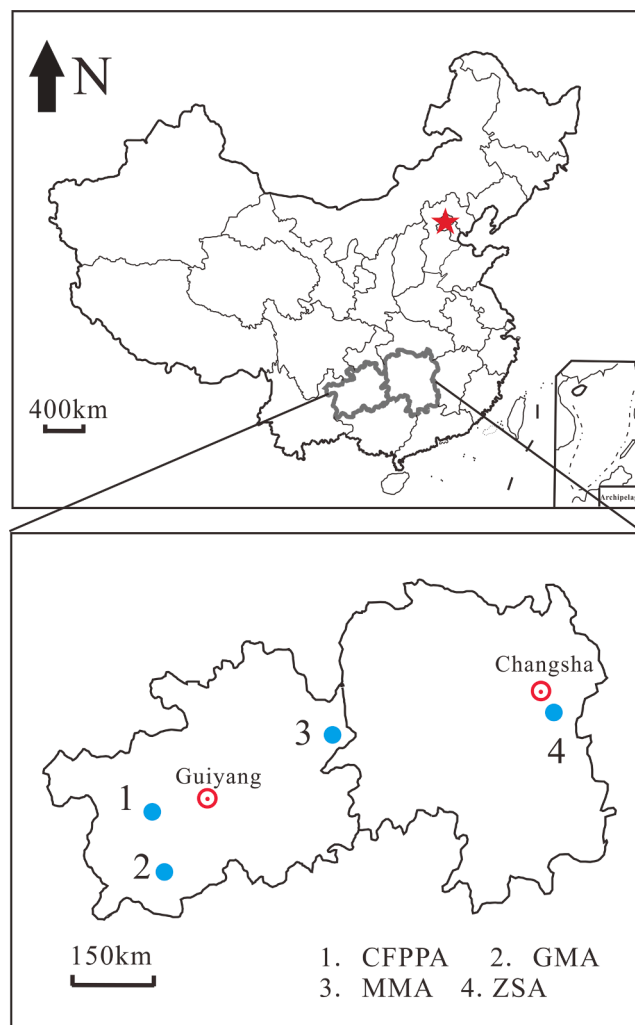 N
400km
Archipelag
Changsha
3
4
Guiyang
1
2
150km
1. CFPPA 2. GMA
3. MMA 4. ZSA